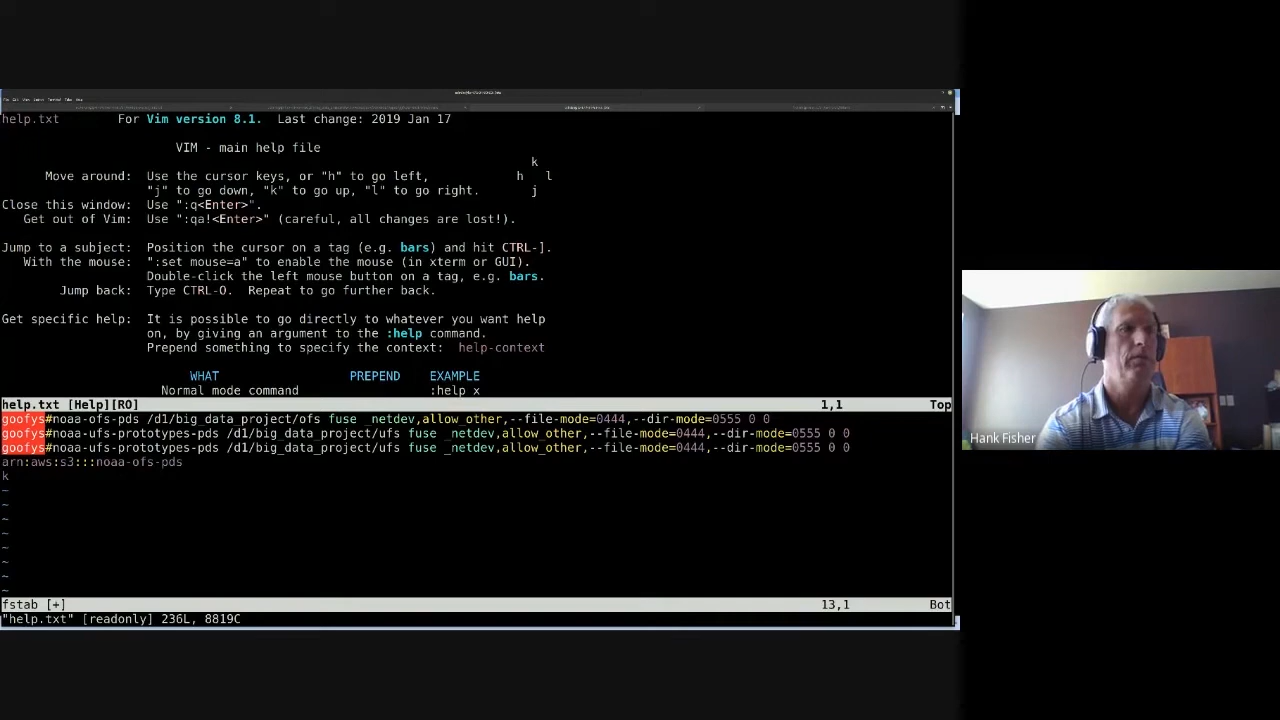 help.txt For Vim version 8.1. Last change: 2019 Jan 17
VIM - main help file
k
Move around: Use the cursor keys, or "h" to go left, h l
"j" to go down, "k" to go up, "l" to go right. j
Close this window: Use ":q<Enter>".
Get out of Vim: Use ":qa!<Enter>" (careful, all changes are lost!).
Jump to a subject: Position the cursor on a tag (e.g. bars) and hit CTRL-].
With the mouse: ":set mouse=a" to enable the mouse (in xterm or GUI).
Double-click the left mouse button on a tag, e.g. bars.
Jump back: Type CTRL-O. Repeat to go further back.
Get specific help: It is possible to go directly to whatever you want help
on, by giving an argument to the :help command.
Prepend something to specify the context: help-context
WHAT PREPEND EXAMPLE
Normal mode command :help x
help.txt [Help][RO] 1,1 Top
goofys#noaa-ofs-pds /d1/big_data_project/ofs fuse _netdev,allow_other,--file-mode=0444,--dir-mode=0555 0 0
goofys#noaa-ufs-prototypes-pds /d1/big_data_project/ufs fuse _netdev,allow_other,--file-mode=0444,--dir-mode=0555 0 0
goofys#noaa-ufs-prototypes-pds /d1/big_data_project/ufs fuse _netdev,allow_other,--file-mode=0444,--dir-mode=0555 0 0
arn:aws:s3:::noaa-ofs-pds
k
~
~
~
~
~
~
~
~
fstab [+] 13,1 Bot
"help.txt" [readonly] 236L, 8819C
Hank Fisher